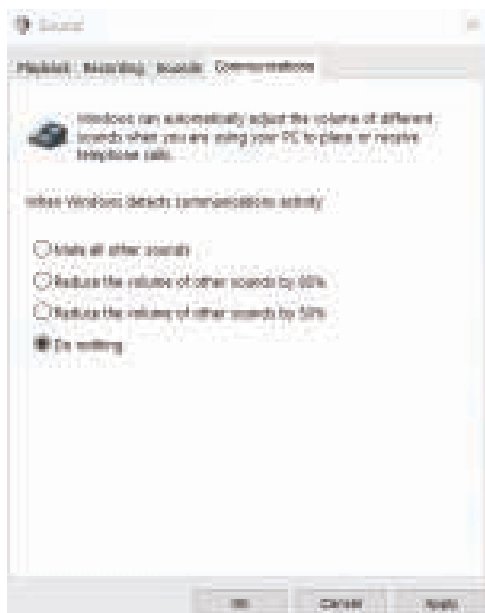 Sound
Playback Recording Sounds Communications
Windows can automatically adjust the volume of different
sounds when you are using your PC to place or receive
telephone calls.
When Windows detects communications activity:
Mute all other sounds
Reduce the volume of other sounds by 80%
Reduce the volume of other sounds by 50%
Do nothing
OK Cancel Apply